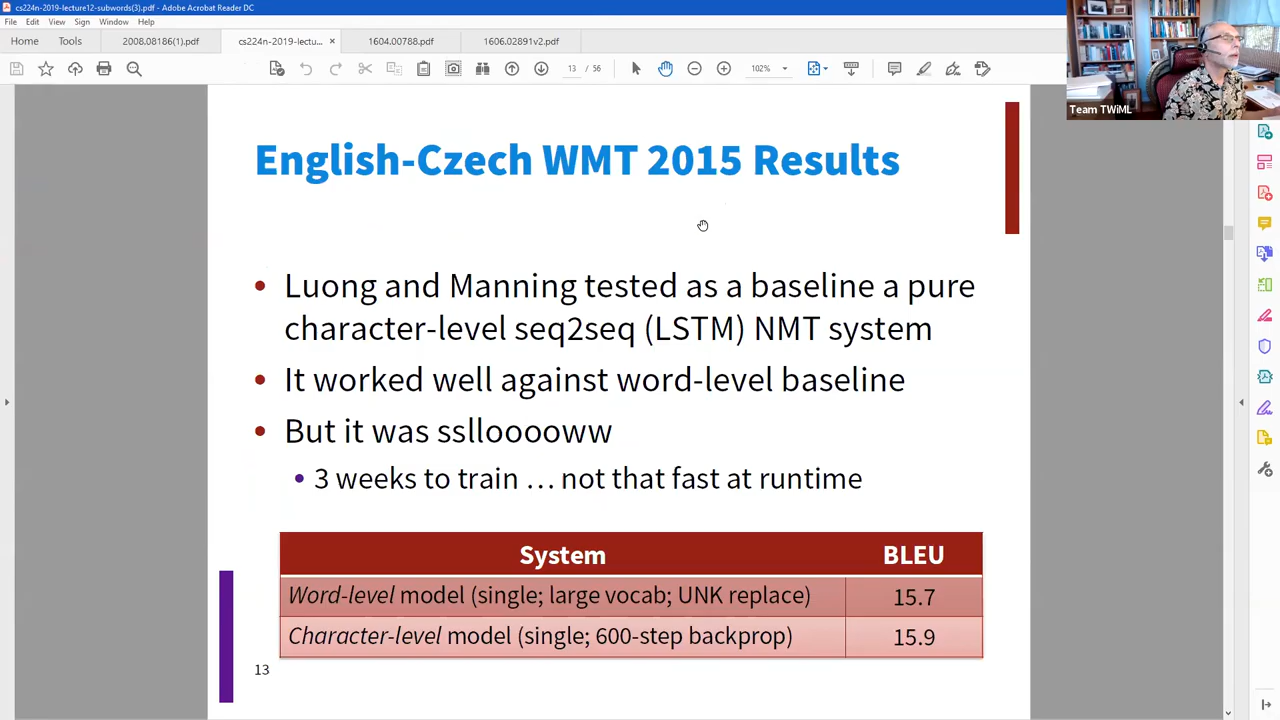 cs224n-2019-lecture12-subwords(3).pdf - Adobe Acrobat Reader DC
File Edit View Sign Window Help
Home Tools 2008.08186(1).pdf cs224n-2019-lectu... × 1604.00788.pdf 1606.02891v2.pdf
13 / 56 102%
Team TWiML
English-Czech WMT 2015 Results
• Luong and Manning tested as a baseline a pure
character-level seq2seq (LSTM) NMT system
• It worked well against word-level baseline
• But it was ssllooooww
• 3 weeks to train … not that fast at runtime
System BLEU
Word-level model (single; large vocab; UNK replace) 15.7
Character-level model (single; 600-step backprop) 15.9
13